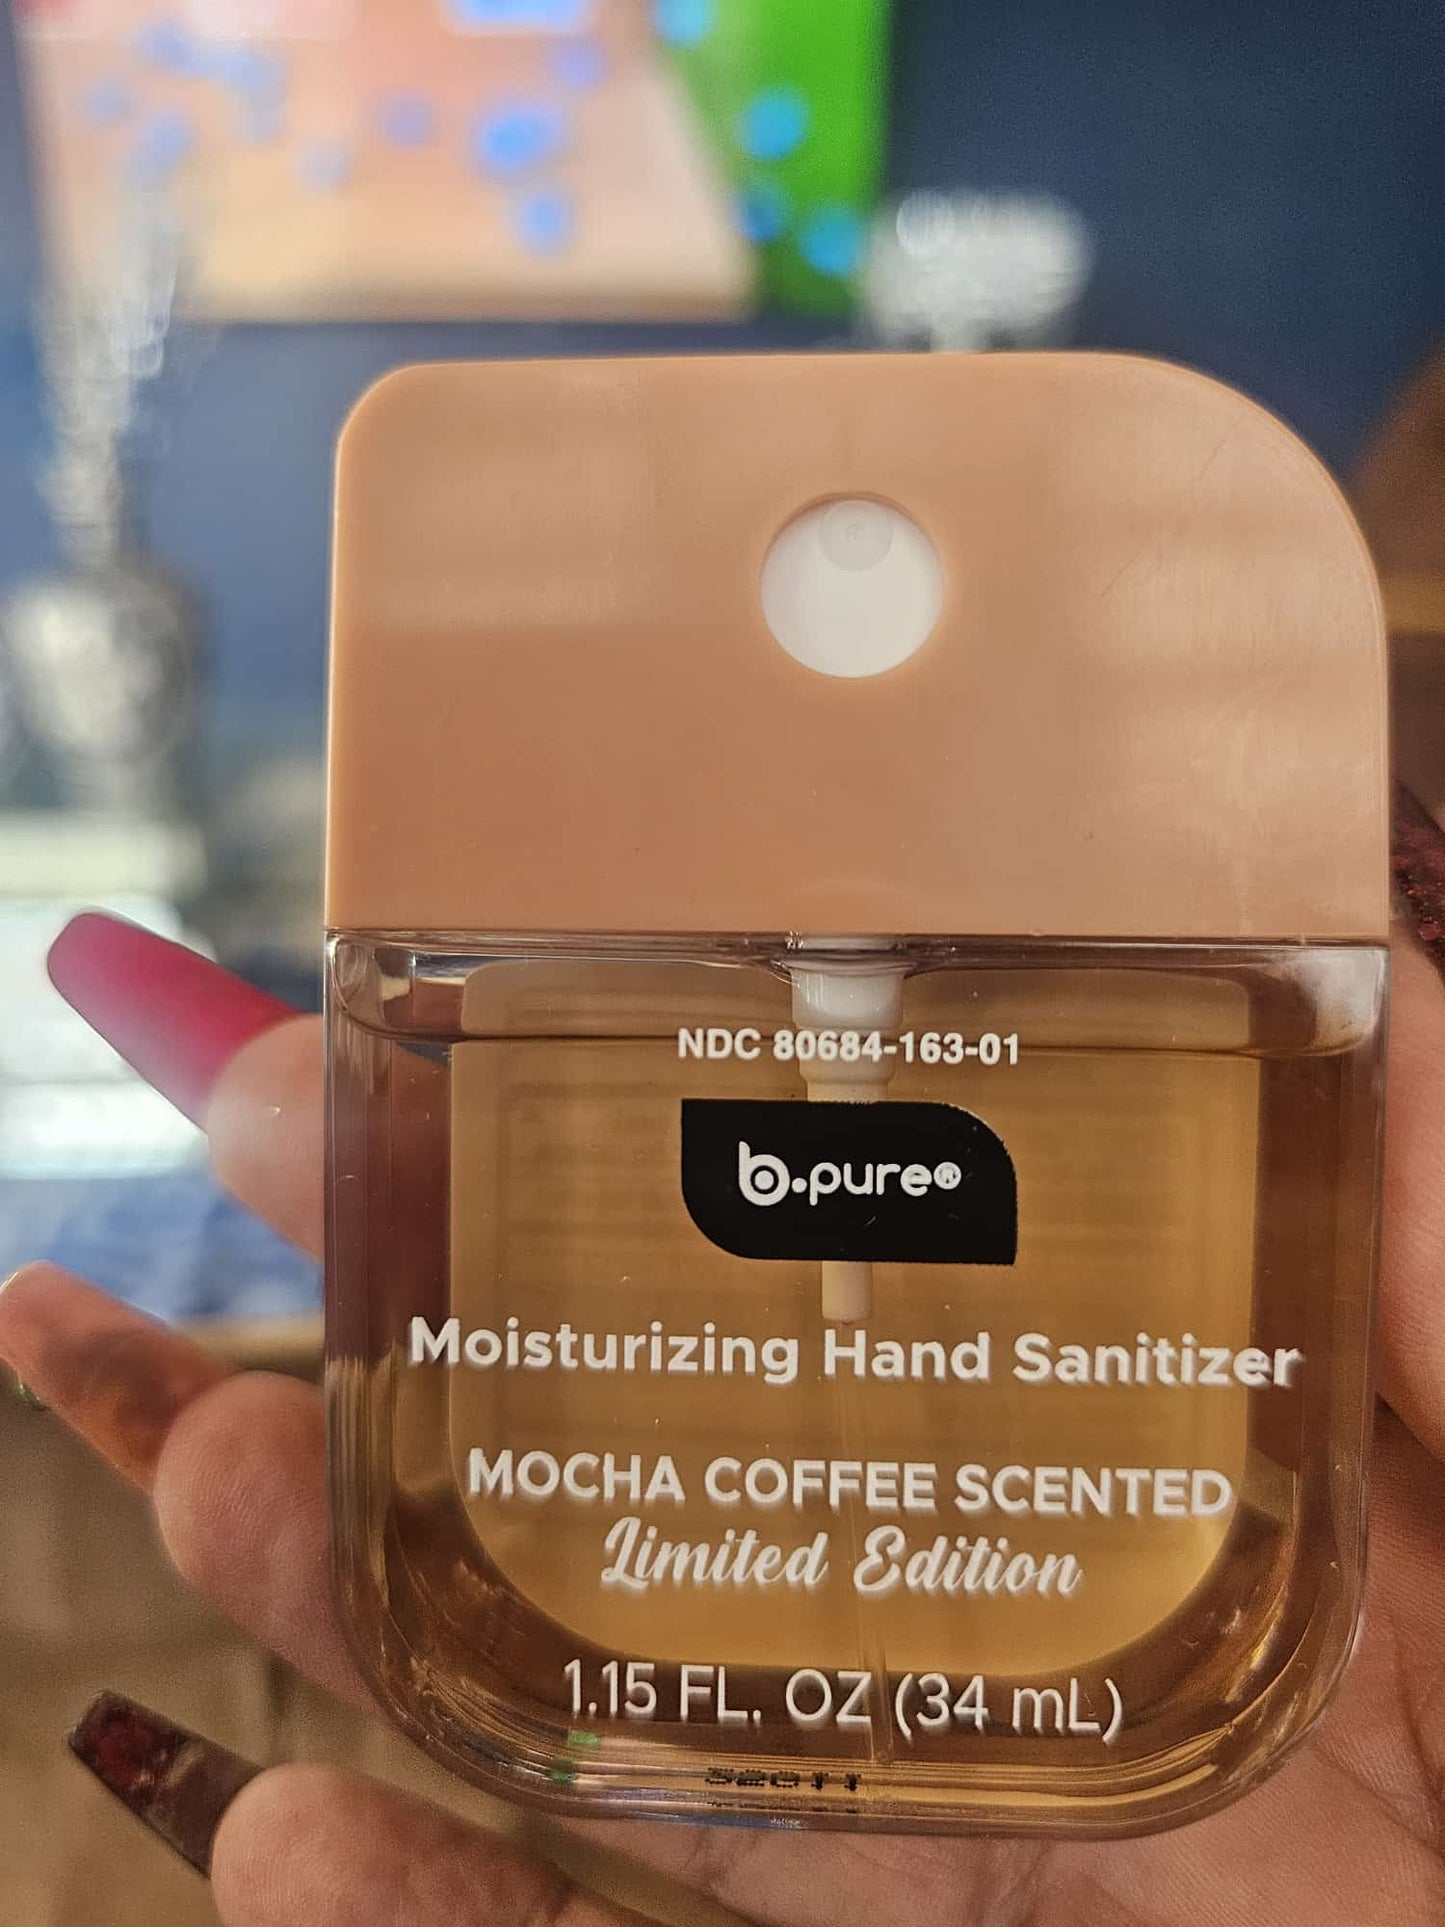 NDC 80684-163-01
b.pure®
Moisturizing Hand Sanitizer
MOCHA COFFEE SCENTED
Limited Edition
1.15 FL. OZ (34 mL)